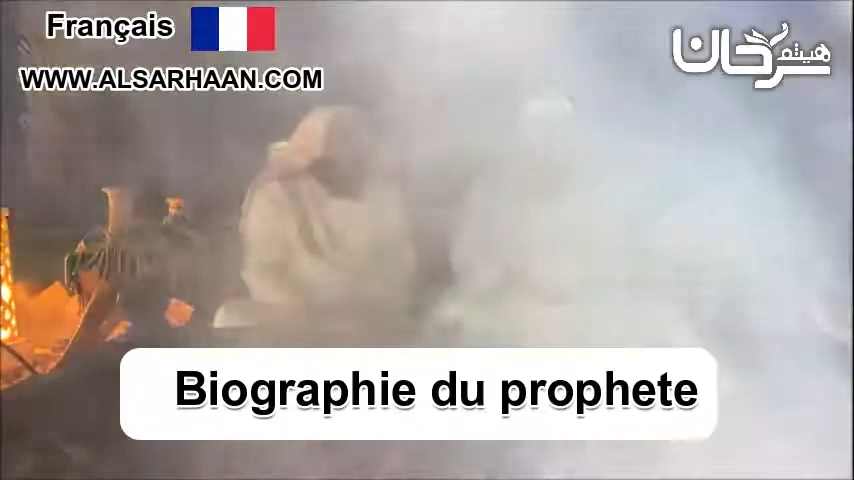 Français
WWW.ALSARHAAN.COM
هيثم
سرحان
Biographie du prophete